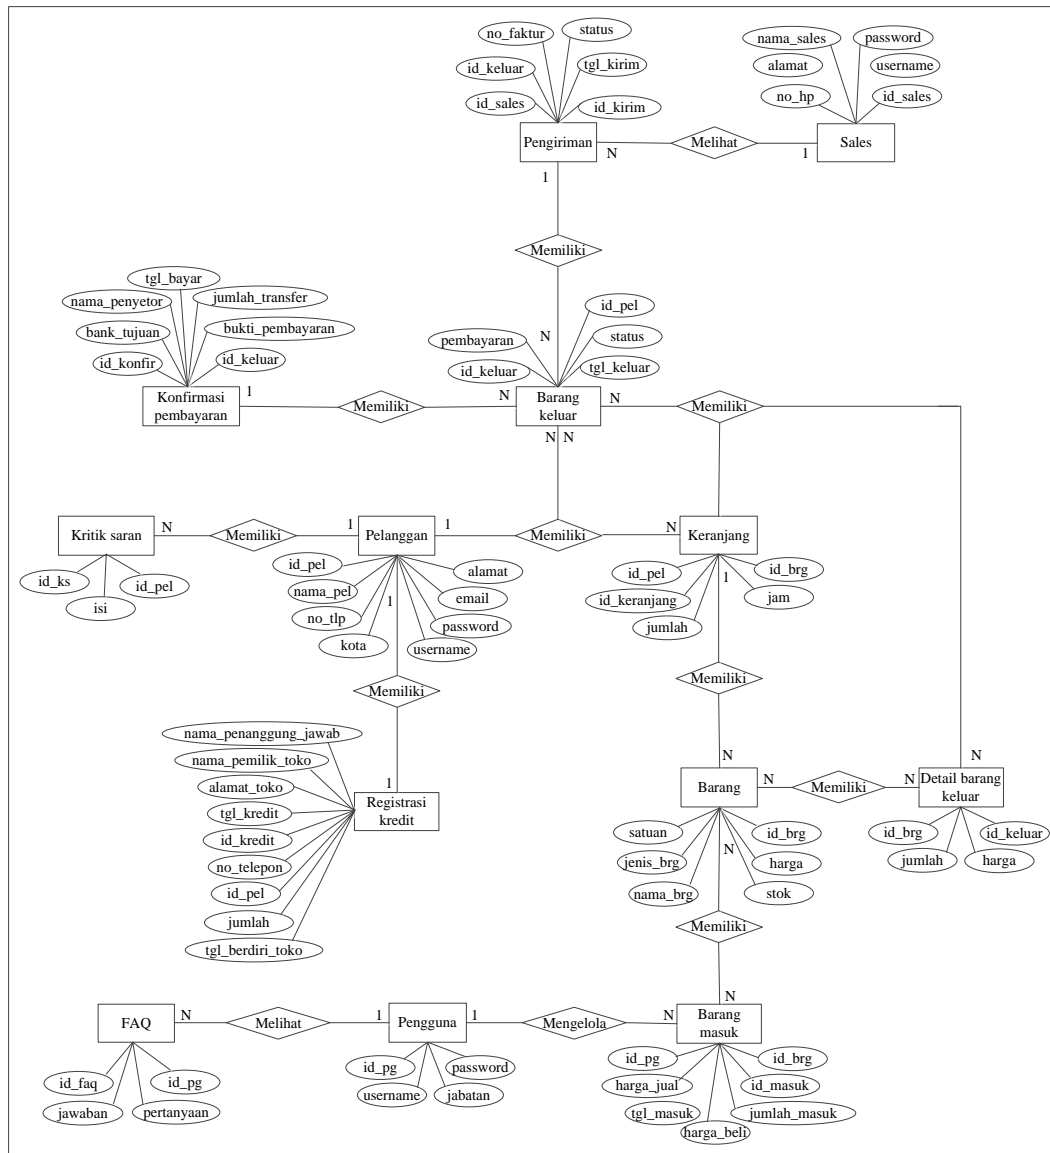 no_faktur
status
id_keluar
tgl_kirim
id_sales
id_kirim
Pengiriman
N
Melihat
1
nama_sales
password
alamat
username
no_hp
id_sales
Sales
1
Memiliki
N
tgl_bayar
nama_penyetor
jumlah_transfer
bank_tujuan
bukti_pembayaran
id_konfir
id_keluar
Konfirmasi
pembayaran
1
Memiliki
N
id_pel
pembayaran
status
id_keluar
tgl_keluar
Barang
keluar
N
Memiliki
N N
Kritik saran
N
Memiliki
1
Pelanggan
1
Memiliki
N
Keranjang
id_ks
isi
id_pel
id_pel
nama_pel
no_tlp
kota
1
alamat
email
password
username
id_pel
id_keranjang
jumlah
1
id_brg
jam
Memiliki
1
Memiliki
N
nama_penanggung_jawab
nama_pemilik_toko
alamat_toko
tgl_kredit
id_kredit
no_telepon
id_pel
jumlah
tgl_berdiri_toko
Registrasi
kredit
Barang
N
Memiliki
N
N
Detail barang
keluar
satuan
jenis_brg
nama_brg
N
id_brg
harga
stok
id_brg
jumlah
id_keluar
harga
Memiliki
N
FAQ
N
Melihat
1
Pengguna
1
Mengelola
N
Barang
masuk
id_faq
jawaban
id_pg
pertanyaan
id_pg
username
password
jabatan
id_pg
harga_jual
tgl_masuk
harga_beli
id_brg
id_masuk
jumlah_masuk